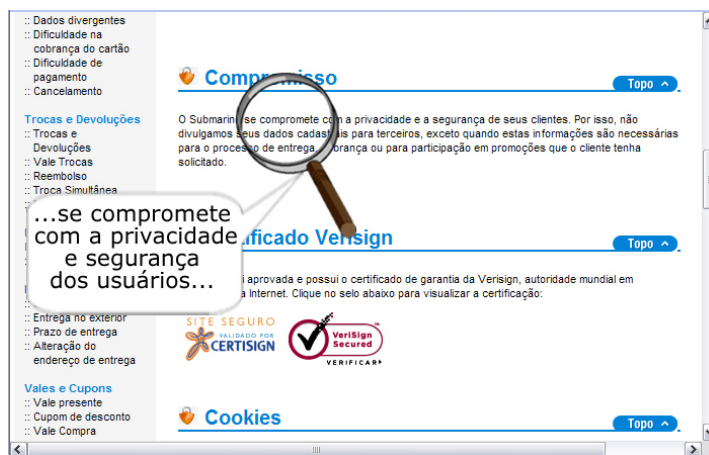 :: Dados divergentes
:: Dificuldade na
cobrança do cartão
:: Dificuldade de
pagamento
:: Cancelamento
Trocas e Devoluções
:: Trocas e
Devoluções
:: Vale Trocas
:: Reembolso
:: Troca Simultânea
:: Entrega no exterior
:: Prazo de entrega
:: Alteração do
endereço de entrega
Vales e Cupons
:: Vale presente
:: Cupom de desconto
:: Vale Compra
Compromisso
Topo
O Submarino se compromete com a privacidade e a segurança de seus clientes. Por isso, não
divulgamos seus dados cadastrais para terceiros, exceto quando estas informações são necessárias
para o processo de entrega, cobrança ou para participação em promoções que o cliente tenha
solicitado.
...se compromete
com a privacidade
e segurança
dos usuários...
Verisign
Topo
aprovada e possui o certificado de garantia da Verisign, autoridade mundial em
Internet. Clique no selo abaixo para visualizar a certificação:
SITE SEGURO
VALIDADO POR
CERTISIGN
VeriSign
Secured
VERIFICAR
Cookies
Topo